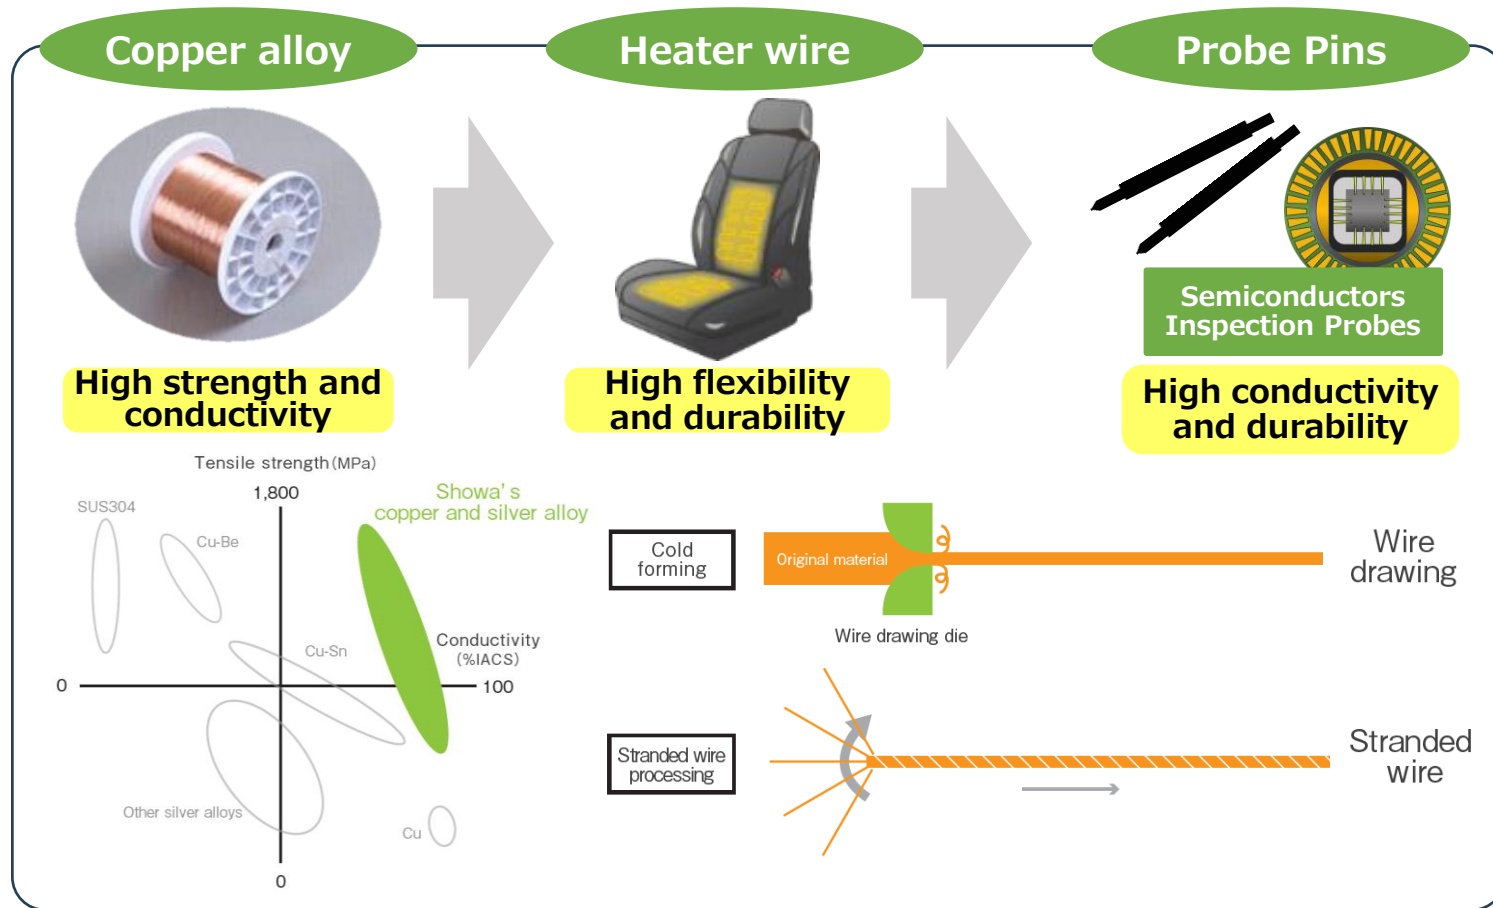 Copper alloy
Heater wire
Probe Pins
Semiconductors
Inspection Probes
High strength and
conductivity
High flexibility
and durability
High conductivity
and durability
Tensile strength(MPa)
1,800
SUS304
Cu-Be
Showa's
copper and silver alloy
Cu-Sn
Conductivity
(%IACS)
0
100
Other silver alloys
Cu
0
Cold
forming
Original material
Wire drawing die
Wire
drawing
Stranded wire
processing
Stranded
wire